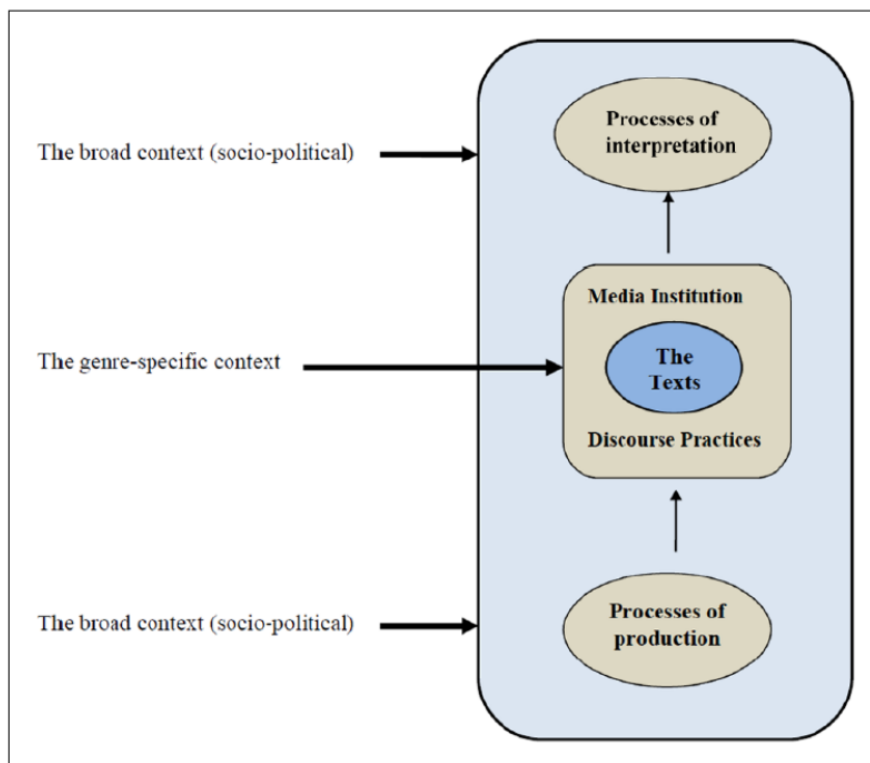 Processes of
interpretation
The broad context (socio-political)
Media Institution
The genre-specific context
The
Texts
Discourse Practices
The broad context (socio-political)
Processes of
production